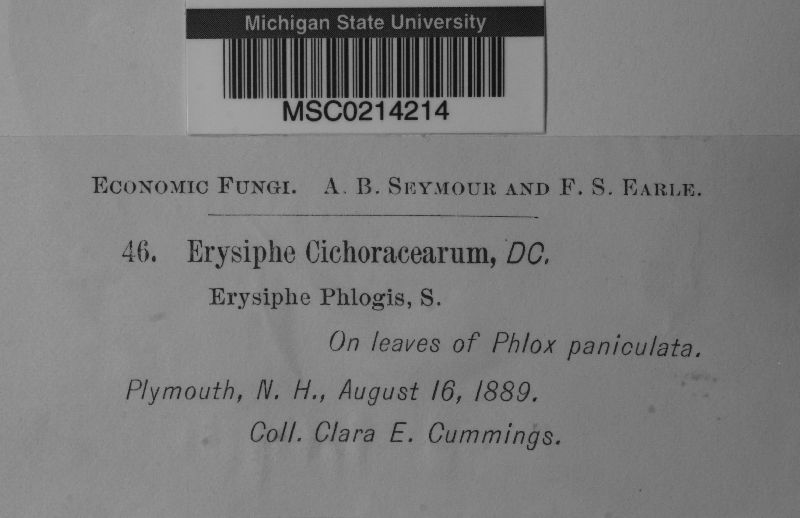 Michigan State University
MSC0214214
Economic Fungi. A. B. Seymour and F. S. Earle.
46. Erysiphe Cichoracearum, DC.
Erysiphe Phlogis, S.
On leaves of Phlox paniculata.
Plymouth, N. H., August 16, 1889.
Coll. Clara E. Cummings.